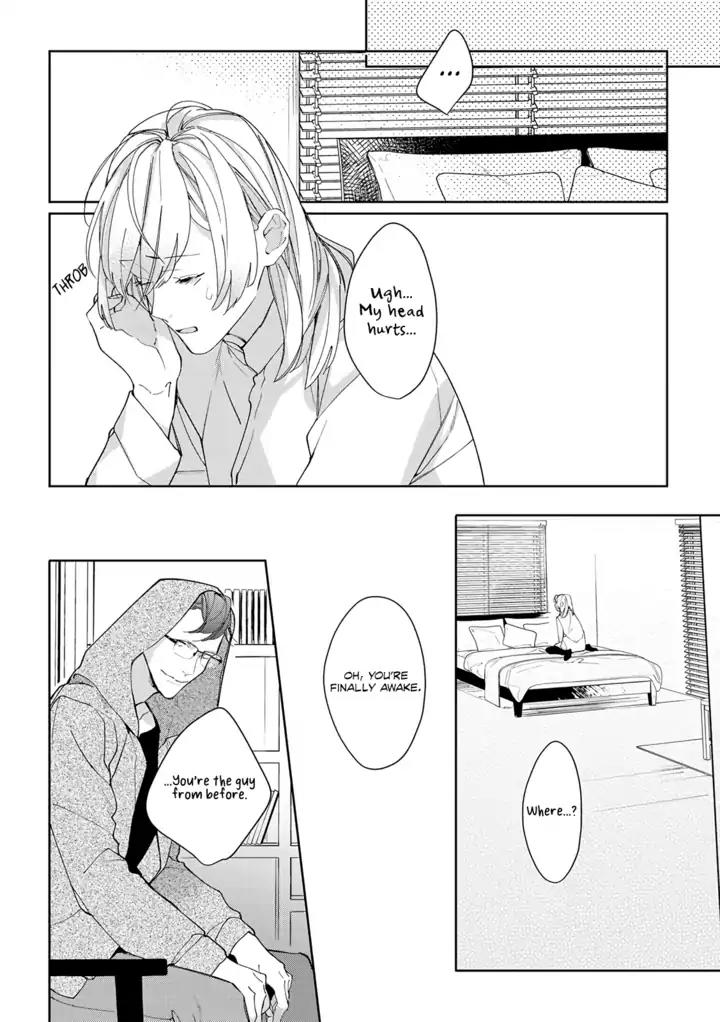 ...
THROB
Ugh...
My head
hurts...
Where...?
OH, YOU'RE
FINALLY AWAKE.
...You're the guy
from before.